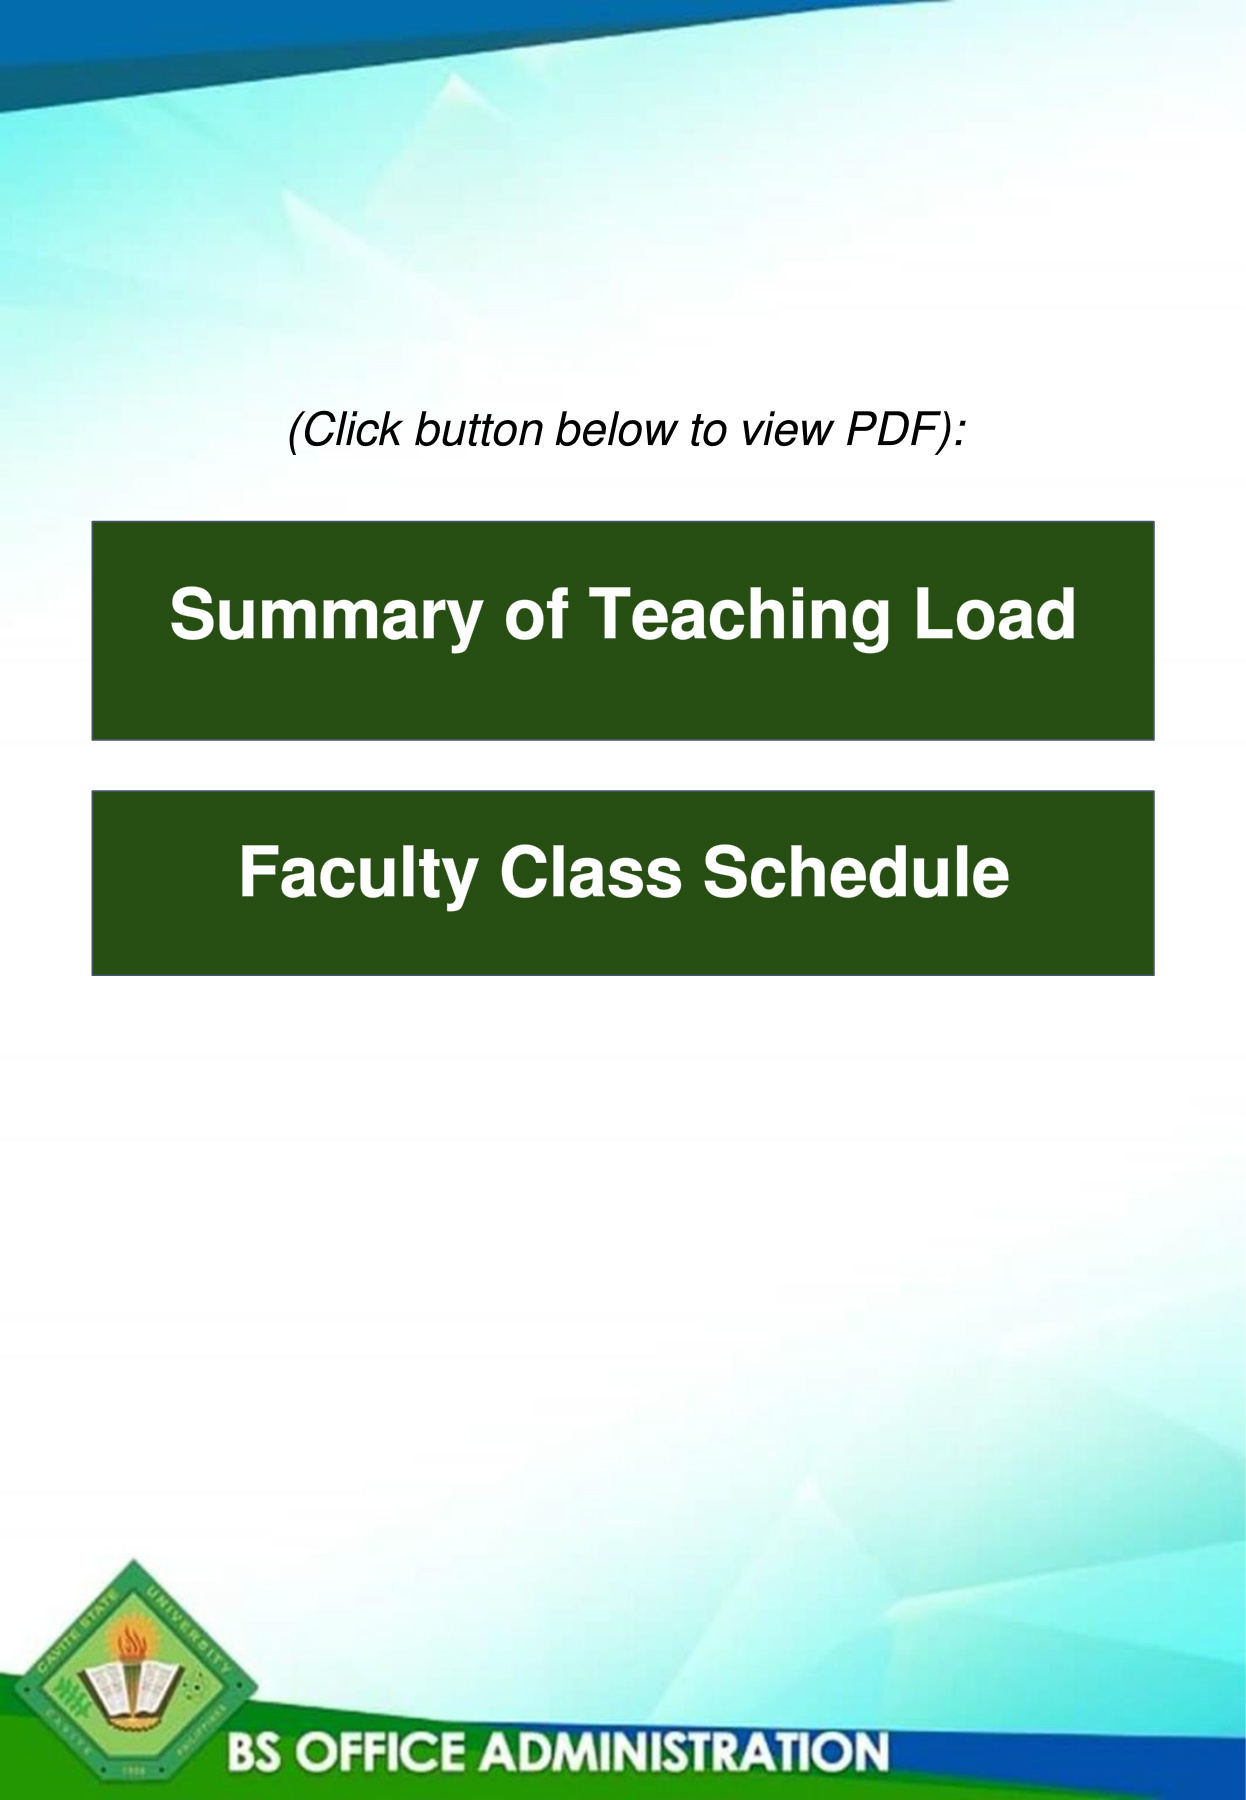 (Click button below to view PDF):
Summary of Teaching Load
Faculty Class Schedule
CAVITE STATE UNIVERSITY
CAVITE PHILIPPINES
1906
BS OFFICE ADMINISTRATION